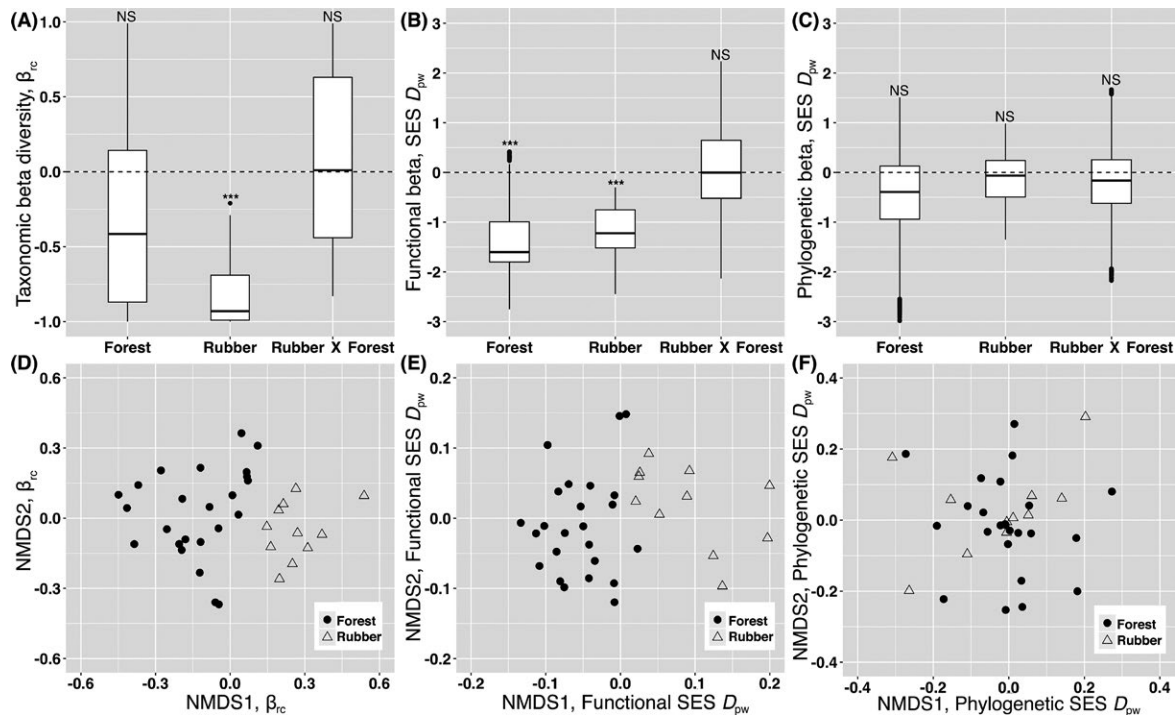 (A)
Taxonomic beta diversity, βrc
1.0
0.5
0.0
-0.5
-1.0
NS
***
NS
Forest Rubber Rubber X Forest
(B)
Functional beta, SES Dpw
3
2
1
0
-1
-2
-3
***
***
NS
Forest Rubber Rubber X Forest
(C)
Phylogenetic beta, SES Dpw
3
2
1
0
-1
-2
-3
NS
NS
NS
Forest Rubber Rubber X Forest
(D)
NMDS2, βrc
0.6
0.3
0.0
-0.3
-0.6
Forest
Rubber
-0.6 -0.3 0.0 0.3 0.6
NMDS1, βrc
(E)
NMDS2, Functional SES Dpw
0.2
0.1
0.0
-0.1
-0.2
Forest
Rubber
-0.2 -0.1 0.0 0.1 0.2
NMDS1, Functional SES Dpw
(F)
NMDS2, Phylogenetic SES Dpw
0.4
0.2
0.0
-0.2
-0.4
Forest
Rubber
-0.4 -0.2 0.0 0.2 0.4
NMDS1, Phylogenetic SES Dpw